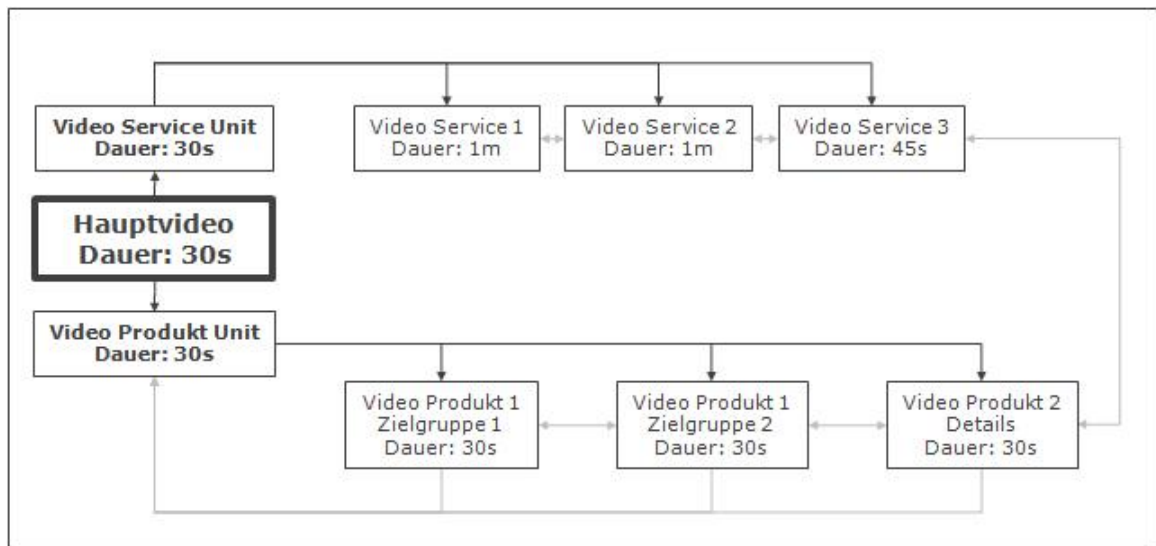 Video Service Unit
Dauer: 30s
Video Service 1
Dauer: 1m
Video Service 2
Dauer: 1m
Video Service 3
Dauer: 45s
Hauptvideo
Dauer: 30s
Video Produkt Unit
Dauer: 30s
Video Produkt 1
Zielgruppe 1
Dauer: 30s
Video Produkt 1
Zielgruppe 2
Dauer: 30s
Video Produkt 2
Details
Dauer: 30s